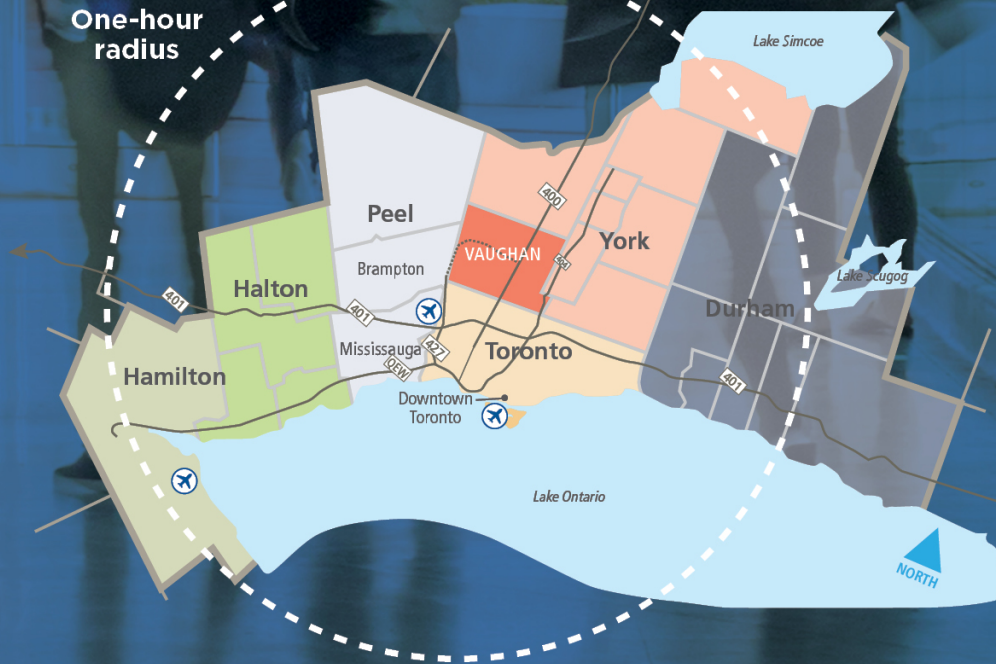 One-hour
radius
Lake Simcoe
400
Peel
VAUGHAN
York
404
Brampton
Lake Scugog
Halton
401
401
Durham
427
Mississauga
Toronto
QEW
Hamilton
401
Downtown
Toronto
Lake Ontario
NORTH